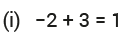 (i) −2 + 3 = 1